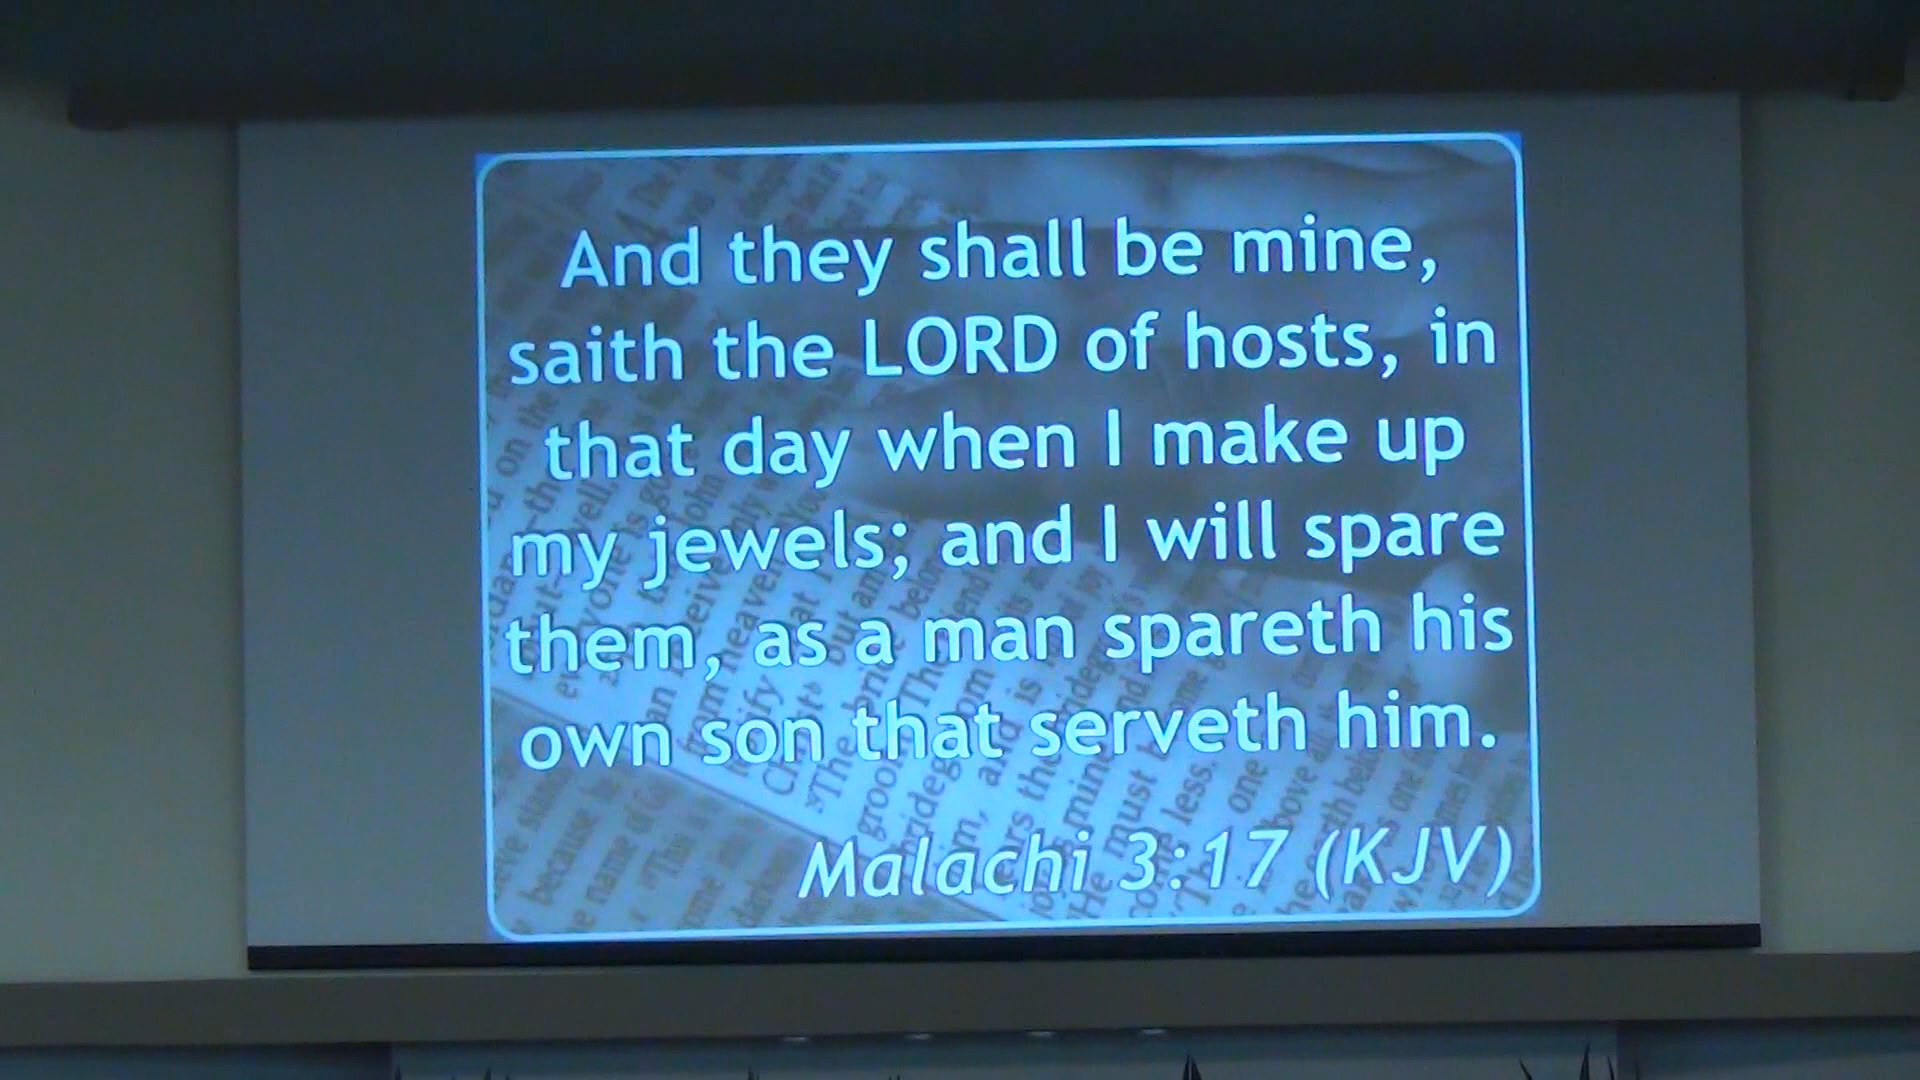 And they shall be mine,
saith the LORD of hosts, in
that day when I make up
my jewels; and I will spare
them, as a man spareth his
own son that serveth him.
Malachi 3:17 (KJV)